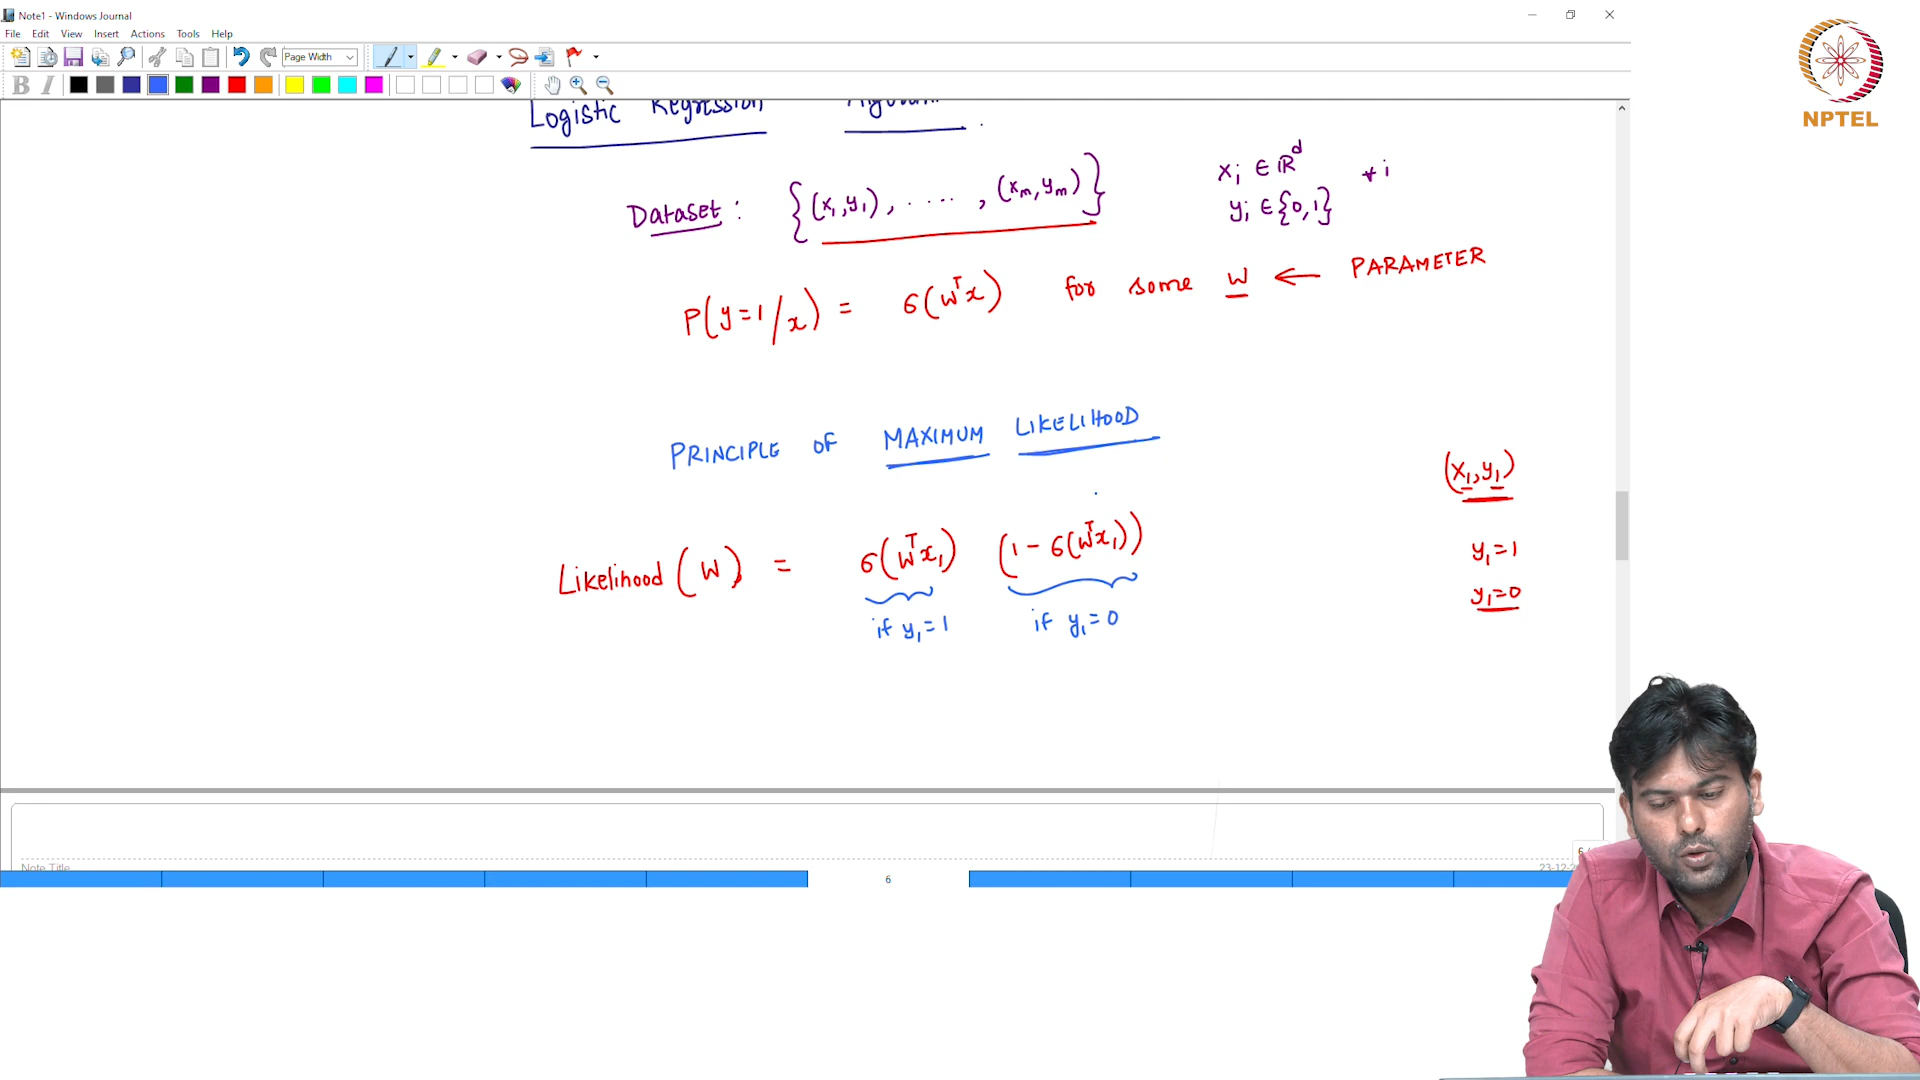 Note1 - Windows Journal
NPTEL
File Edit View Insert Actions Tools Help
Page Width
B I
Logistic Regression
Dataset : {(x₁,y₁), . . . . , (xₘ,yₘ)} xᵢ ∈ ℝᵈ ∀ i
yᵢ ∈ {0,1}
P(y=1/x) = σ(wᵀx) for some w ← PARAMETER
PRINCIPLE OF MAXIMUM LIKELIHOOD
(x₁,y₁)
Likelihood (w) = σ(wᵀx₁) (1 - σ(wᵀx₁)) y₁=1
if y₁=1 if y₁=0 y₁=0
Note Title
6